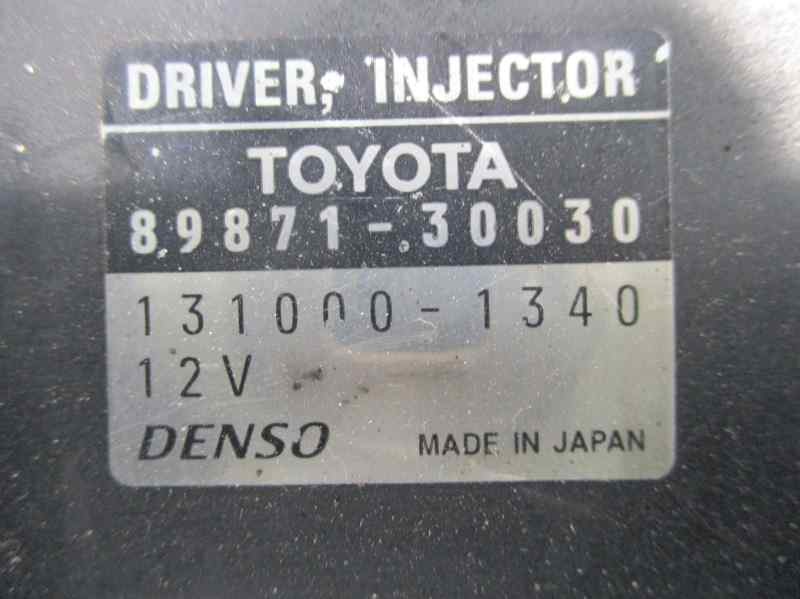 DRIVER, INJECTOR
TOYOTA
89871-30030
131000-1340
12V
DENSO MADE IN JAPAN